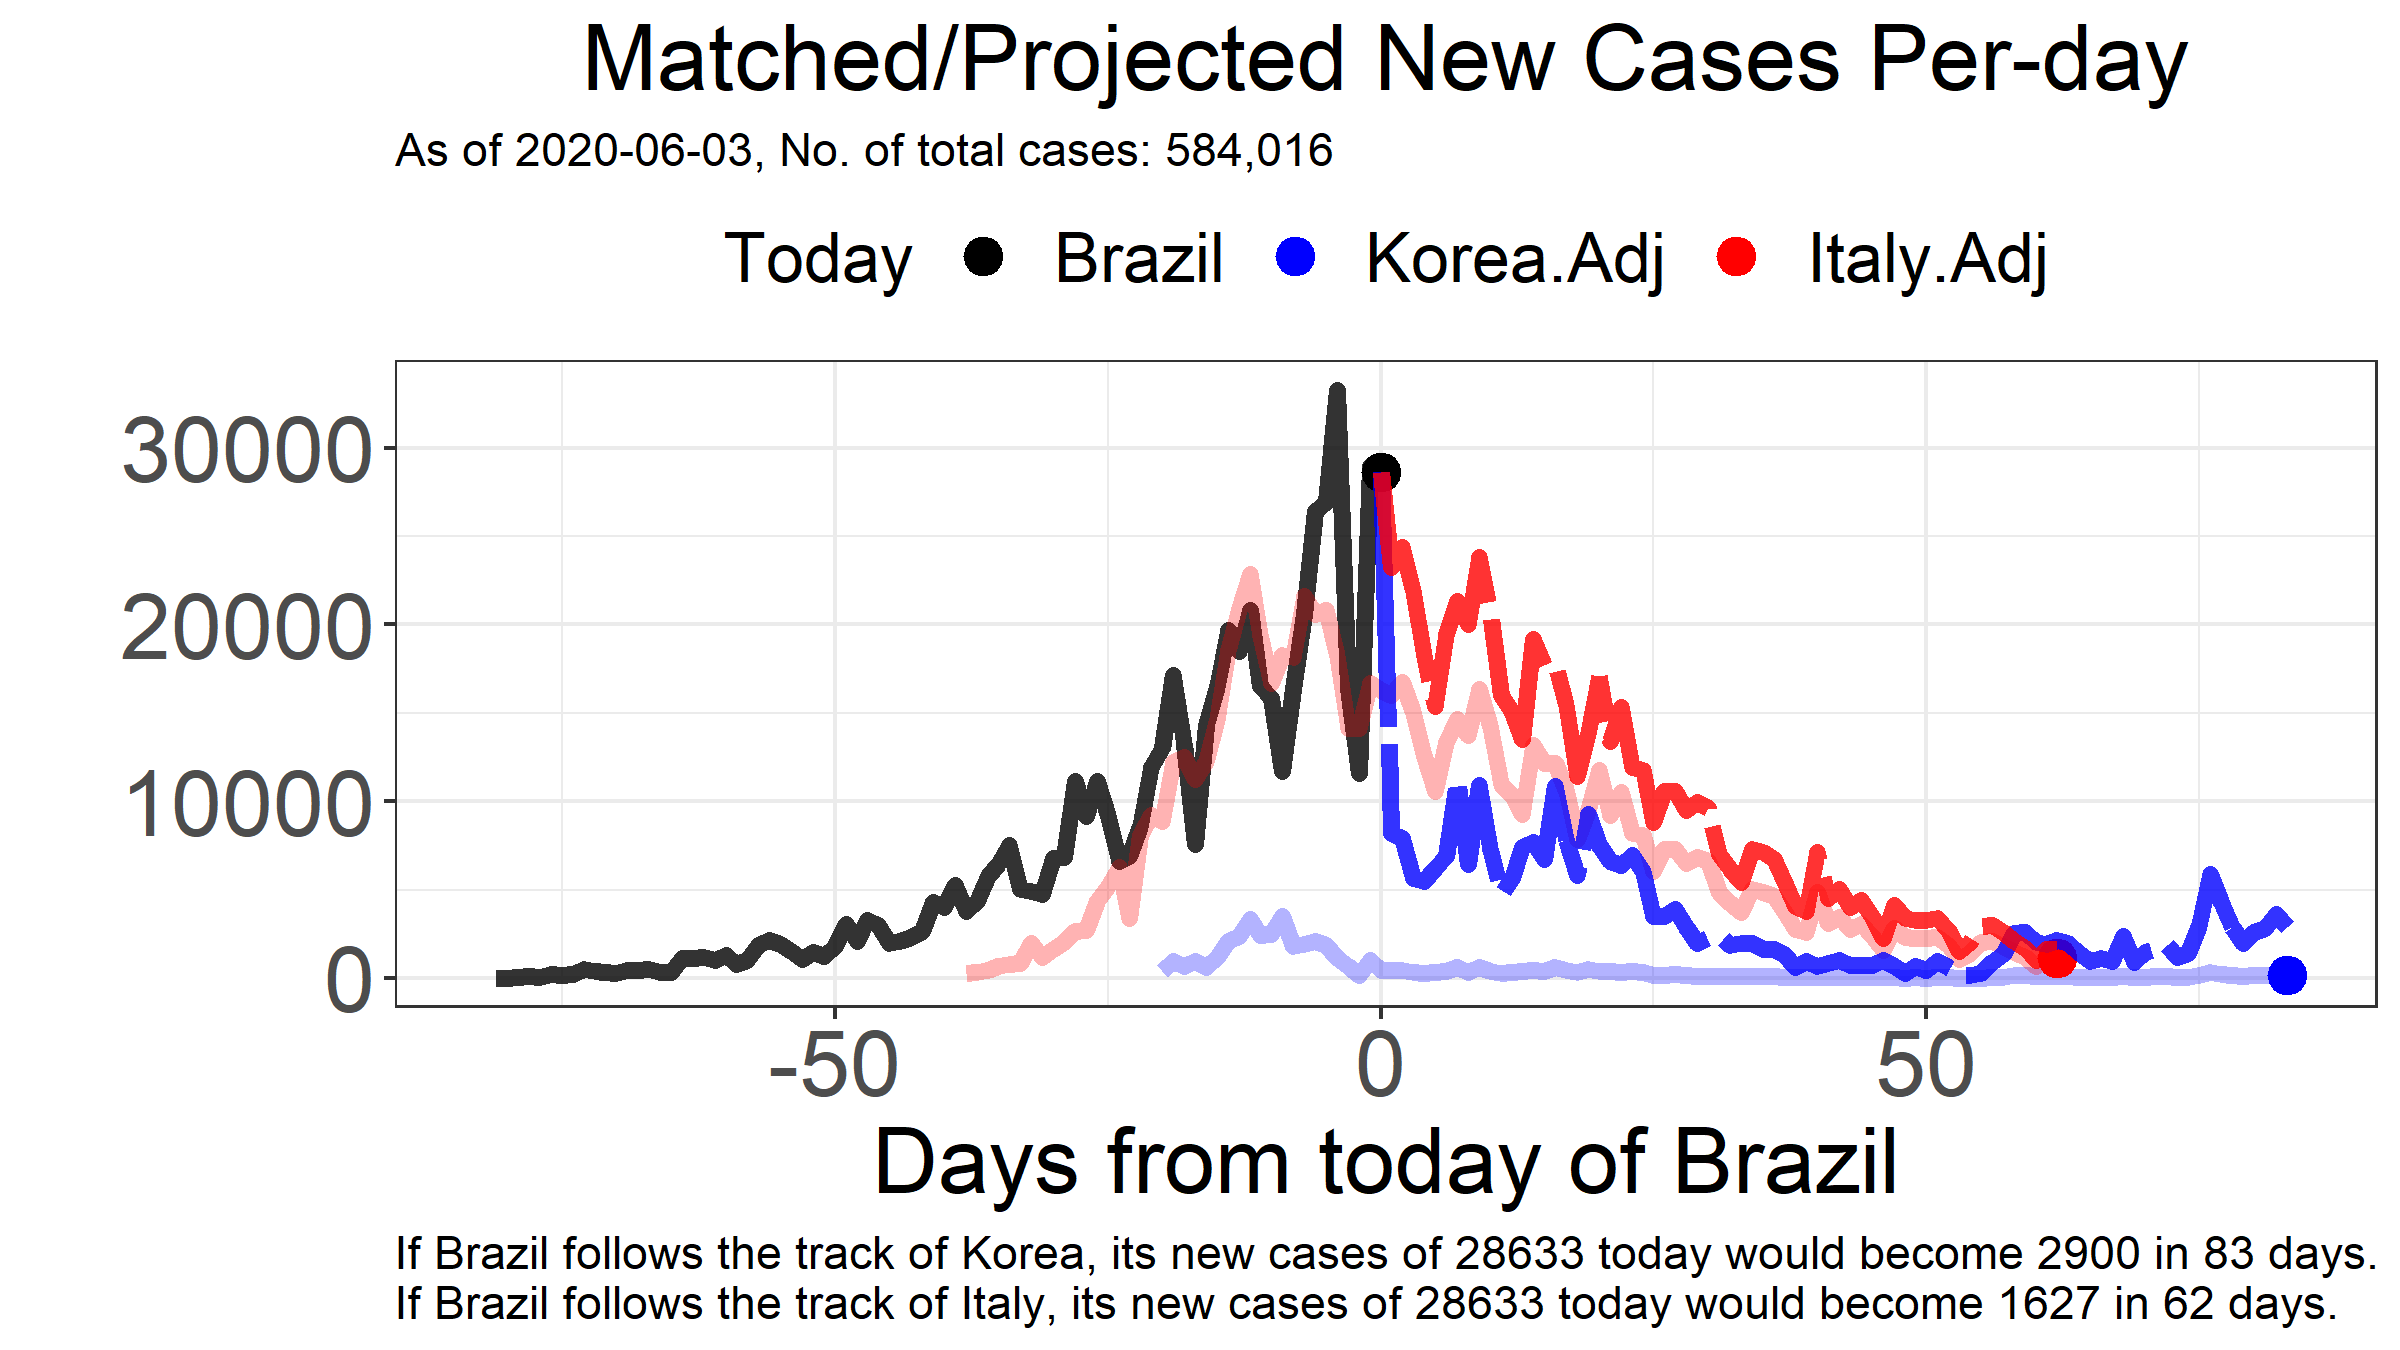 Matched/Projected New Cases Per-day
As of 2020-06-03, No. of total cases: 584,016
Today Brazil Korea.Adj Italy.Adj
30000
20000
10000
0
-50 0 50
Days from today of Brazil
If Brazil follows the track of Korea, its new cases of 28633 today would become 2900 in 83 days.
If Brazil follows the track of Italy, its new cases of 28633 today would become 1627 in 62 days.